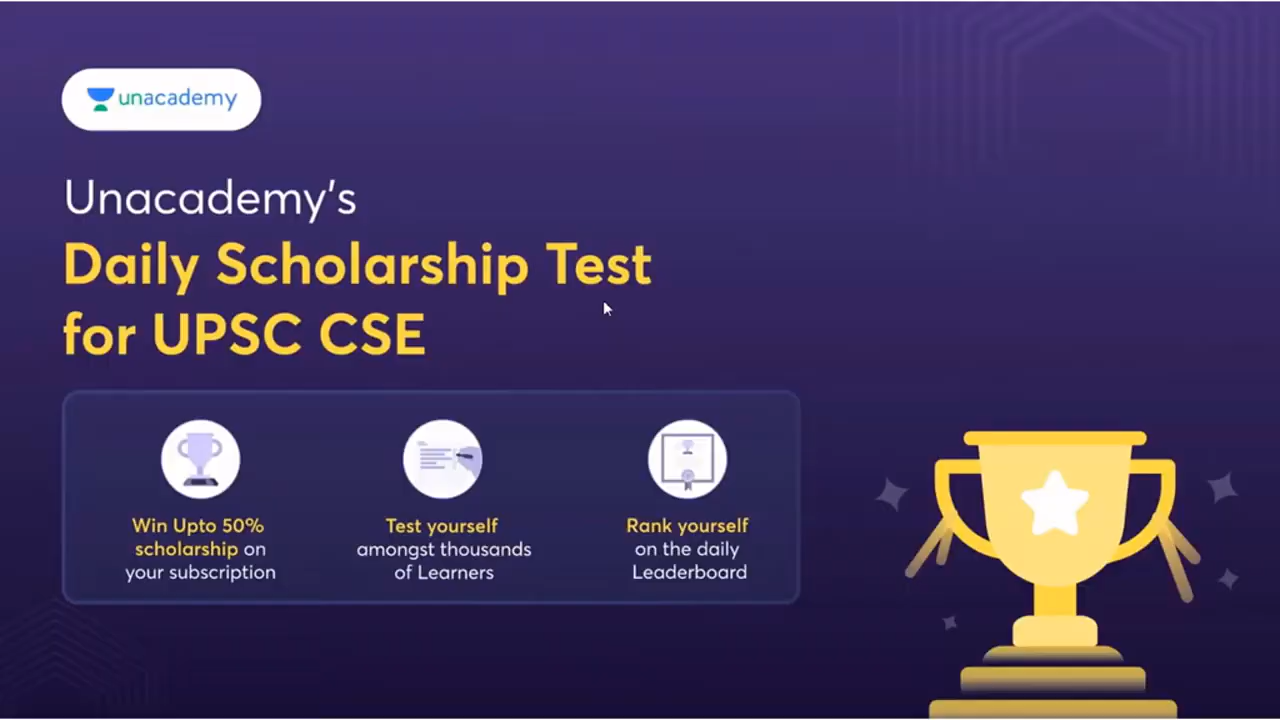 unacademy
Unacademy's
Daily Scholarship Test
for UPSC CSE
Win Upto 50%
scholarship on
your subscription
Test yourself
amongst thousands
of Learners
Rank yourself
on the daily
Leaderboard